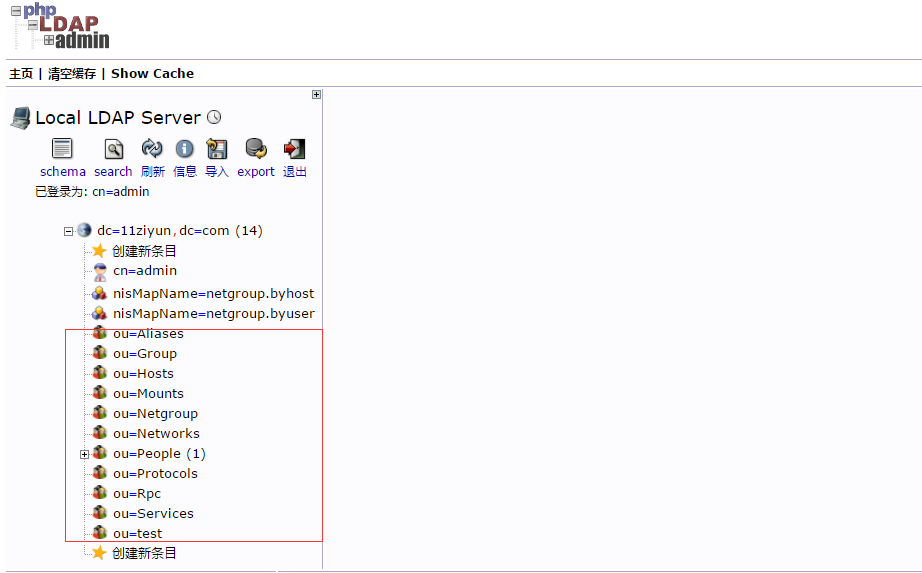 php
LDAP
admin
主页 | 清空缓存 | Show Cache
Local LDAP Server
schema search 刷新 信息 导入 export 退出
已登录为: cn=admin
dc=11ziyun,dc=com (14)
创建新条目
cn=admin
nisMapName=netgroup.byhost
nisMapName=netgroup.byuser
ou=Aliases
ou=Group
ou=Hosts
ou=Mounts
ou=Netgroup
ou=Networks
ou=People (1)
ou=Protocols
ou=Rpc
ou=Services
ou=test
创建新条目